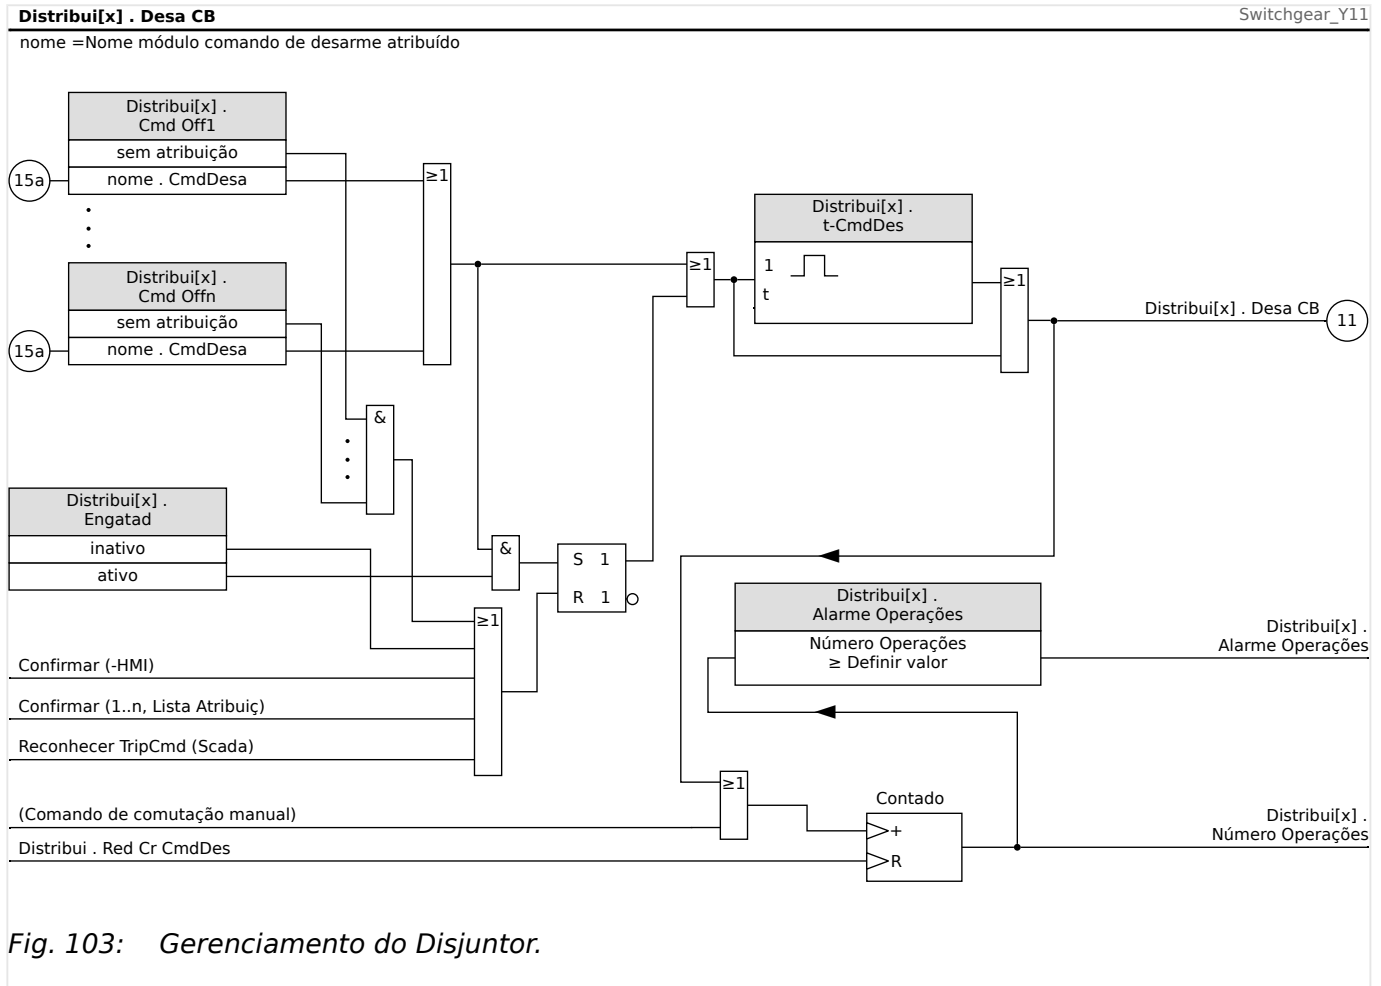 Distribui[x] . Desa CB
Switchgear_Y11
nome =Nome módulo comando de desarme atribuído
Distribui[x] .
Cmd Off1
sem atribuição
15a
nome . CmdDesa
≥1
Distribui[x] .
t-CmdDes
1
t
≥1
≥1
Distribui[x] . Desa CB
11
Distribui[x] .
Cmd Offn
sem atribuição
15a
nome . CmdDesa
&
Distribui[x] .
Engatad
inativo
ativo
&
S 1
R 1
≥1
Distribui[x] .
Alarme Operações
Número Operações
≥ Definir valor
Distribui[x] .
Alarme Operações
Confirmar (-HMI)
Confirmar (1..n, Lista Atribuiç)
Reconhecer TripCmd (Scada)
≥1
(Comando de comutação manual)
Distribui . Red Cr CmdDes
Contado
+
R
Distribui[x] .
Número Operações
Fig. 103: Gerenciamento do Disjuntor.